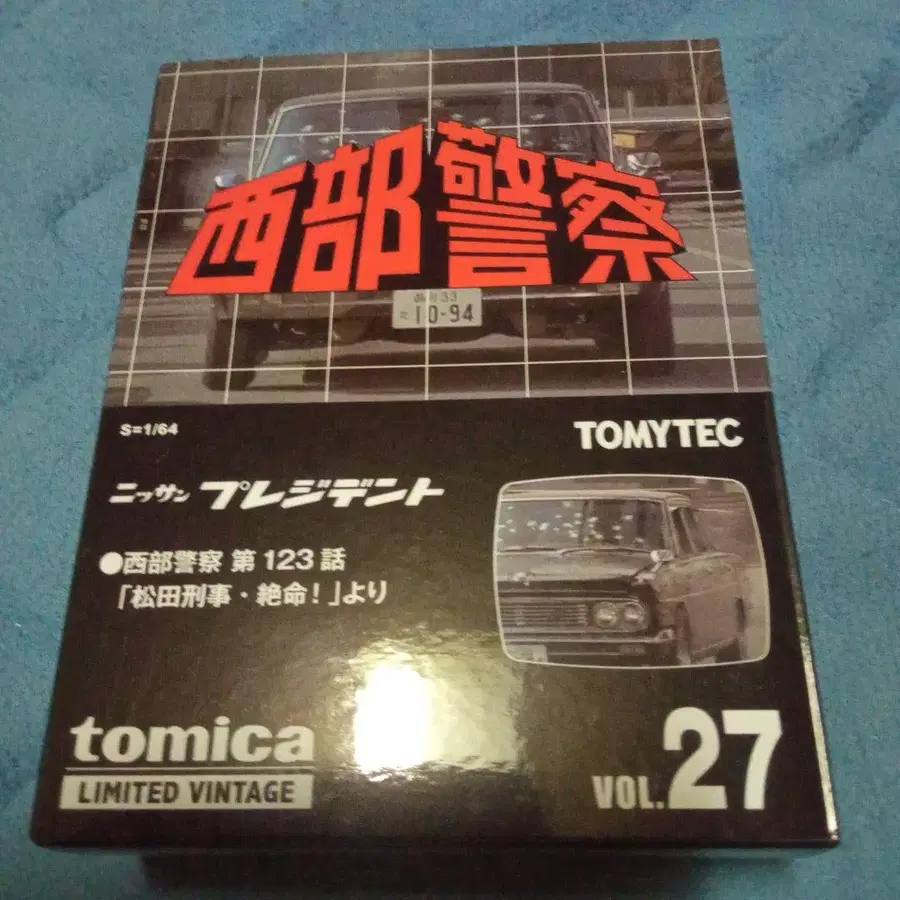 西部警察
33
10-94
S=1/64
TOMYTEC
ニッサン プレジデント
●西部警察 第123話
「松田刑事・絶命!」より
tomica
LIMITED VINTAGE
VOL.27